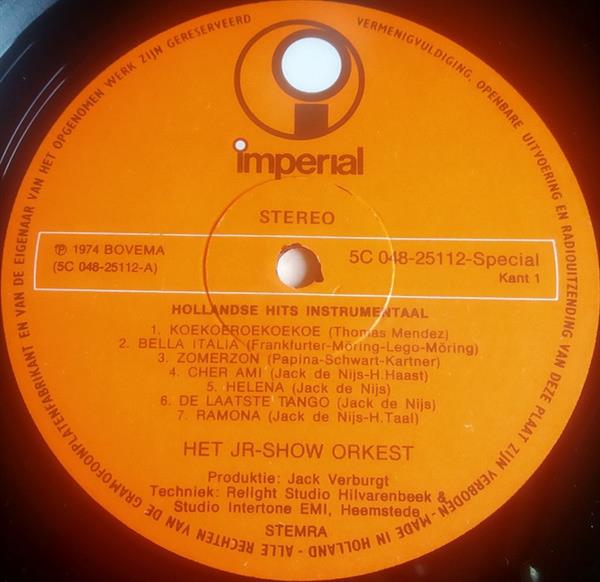 ALLE RECHTEN VAN DE GRAMOFOONPLATENFABRIKANT EN VAN DE EIGENAAR VAN HET OPGENOMEN WERK ZIJN GERESERVEERD
VERMENIGVULDIGING, OPENBARE UITVOERING EN RADIOUITZENDING VAN DEZE PLAAT ZIJN VERBODEN - MADE IN HOLLAND -
imperial
STEREO
℗ 1974 BOVEMA
(5C 048-25112-A)
5C 048-25112-Special
Kant 1
HOLLANDSE HITS INSTRUMENTAAL
1. KOEKOEROEKOEKOE (Thomas Mendez)
2. BELLA ITALIA (Frankfurter-Möring-Lego-Möring)
3. ZOMERZON (Papina-Schwart-Kartner)
4. CHER AMI (Jack de Nijs-H.Haast)
5. HELENA (Jack de Nijs)
6. DE LAATSTE TANGO (Jack de Nijs)
7. RAMONA (Jack de Nijs-H.Taal)
HET JR-SHOW ORKEST
Produktie: Jack Verburgt
Techniek: Relight Studio Hilvarenbeek &
Studio Intertone EMI, Heemstede
STEMRA